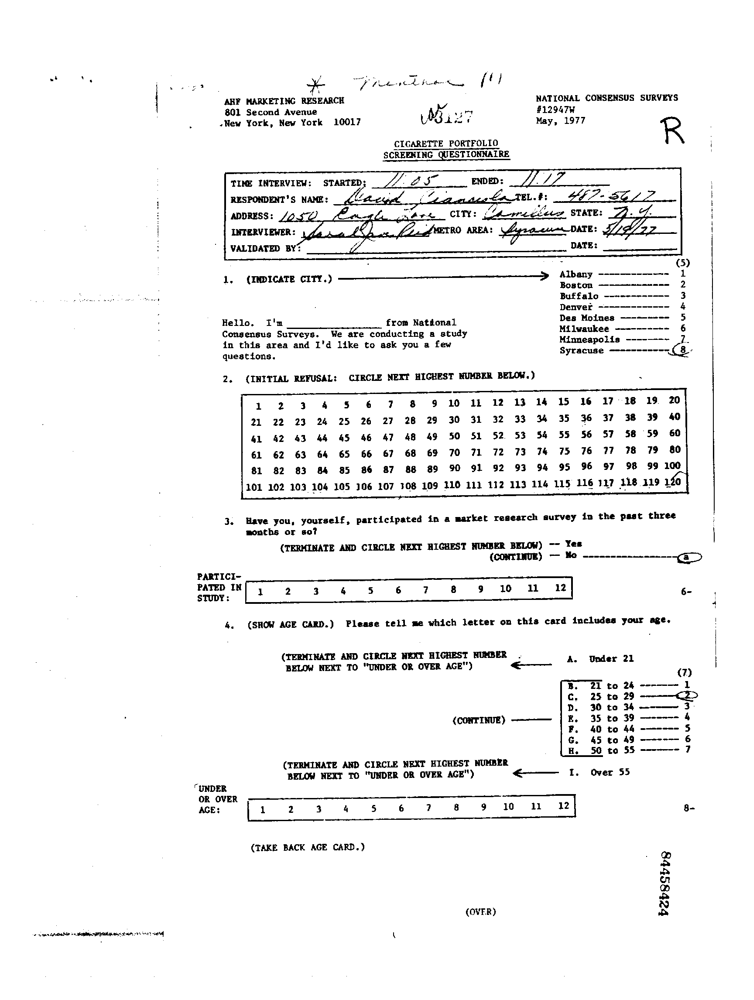 * Menthol (1)
AHF MARKETING RESEARCH
801 Second Avenue
New York, New York 10017
NATIONAL CONSENSUS SURVEYS
#12947W
May, 1977
R
CIGARETTE PORTFOLIO
SCREENING QUESTIONNAIRE
TIME INTERVIEW: STARTED: 11:05 ENDED: 11:17
RESPONDENT'S NAME: David TEL.#: 487-5617
ADDRESS: 1050 Eagle Lane CITY: Camillus STATE: N.Y.
INTERVIEWER: METRO AREA: Syracuse DATE: 5/19/77
VALIDATED BY: DATE:
(5)
1. (INDICATE CITY.)
Albany ------------ 1
Boston ------------ 2
Buffalo ----------- 3
Denver ------------ 4
Des Moines -------- 5
Milwaukee --------- 6
Minneapolis ------- 7
Syracuse ---------- 8
Hello. I'm ____________ from National
Consensus Surveys. We are conducting a study
in this area and I'd like to ask you a few
questions.
2. (INITIAL REFUSAL: CIRCLE NEXT HIGHEST NUMBER BELOW.)
1 2 3 4 5 6 7 8 9 10 11 12 13 14 15 16 17 18 19 20
21 22 23 24 25 26 27 28 29 30 31 32 33 34 35 36 37 38 39 40
41 42 43 44 45 46 47 48 49 50 51 52 53 54 55 56 57 58 59 60
61 62 63 64 65 66 67 68 69 70 71 72 73 74 75 76 77 78 79 80
81 82 83 84 85 86 87 88 89 90 91 92 93 94 95 96 97 98 99 100
101 102 103 104 105 106 107 108 109 110 111 112 113 114 115 116 117 118 119 120
3. Have you, yourself, participated in a market research survey in the past three
months or so?
(TERMINATE AND CIRCLE NEXT HIGHEST NUMBER BELOW) -- Yes
(CONTINUE) -- No ---------------- a
PARTICI-
PATED IN
STUDY: 1 2 3 4 5 6 7 8 9 10 11 12
6-
4. (SHOW AGE CARD.) Please tell me which letter on this card includes your age.
(TERMINATE AND CIRCLE NEXT HIGHEST NUMBER
BELOW NEXT TO "UNDER OR OVER AGE")
A. Under 21
(7)
B. 21 to 24 ------- 1
C. 25 to 29 ------- 2
D. 30 to 34 ------- 3
(CONTINUE)
E. 35 to 39 ------- 4
F. 40 to 44 ------- 5
G. 45 to 49 ------- 6
H. 50 to 55 ------- 7
(TERMINATE AND CIRCLE NEXT HIGHEST NUMBER
BELOW NEXT TO "UNDER OR OVER AGE")
I. Over 55
UNDER
OR OVER
AGE: 1 2 3 4 5 6 7 8 9 10 11 12
8-
(TAKE BACK AGE CARD.)
84458424
(OVER)